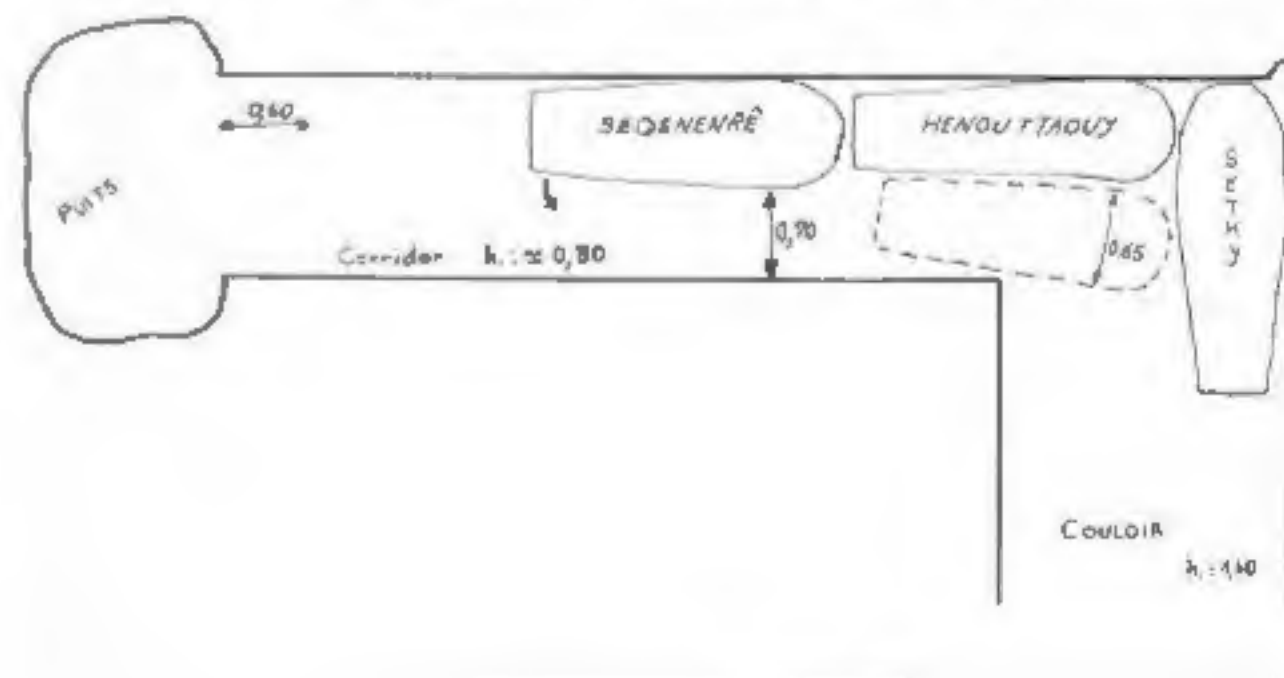 PUITS
0,60
SEQENENRÊ
HENOUTTAOUY
SETHY
0,70
0,65
Corridor h. : ≈ 0,80
COULOIR
h. : 1,40